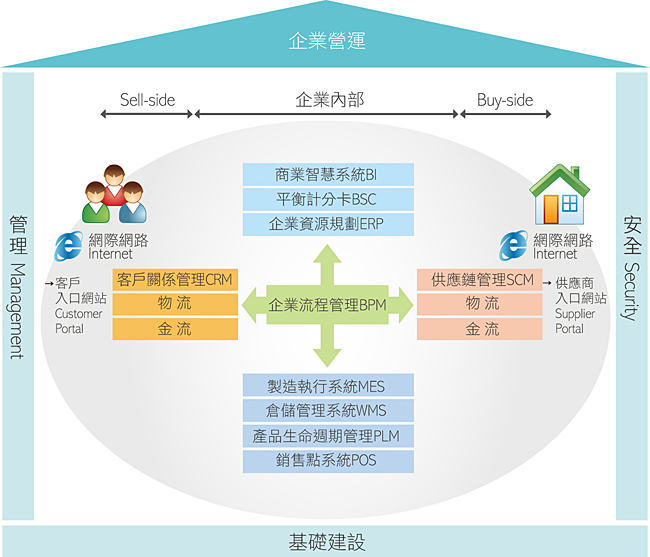 企業營運
Sell-side
企業內部
Buy-side
商業智慧系統BI
平衡計分卡BSC
企業資源規劃ERP
網際網路
Internet
網際網路
Internet
管理 Management
安全 Security
→客戶
入口網站
Customer
Portal
客戶關係管理CRM
物 流
金 流
企業流程管理BPM
供應鏈管理SCM
物 流
金 流
→供應商
入口網站
Supplier
Portal
製造執行系統MES
倉儲管理系統WMS
產品生命週期管理PLM
銷售點系統POS
基礎建設